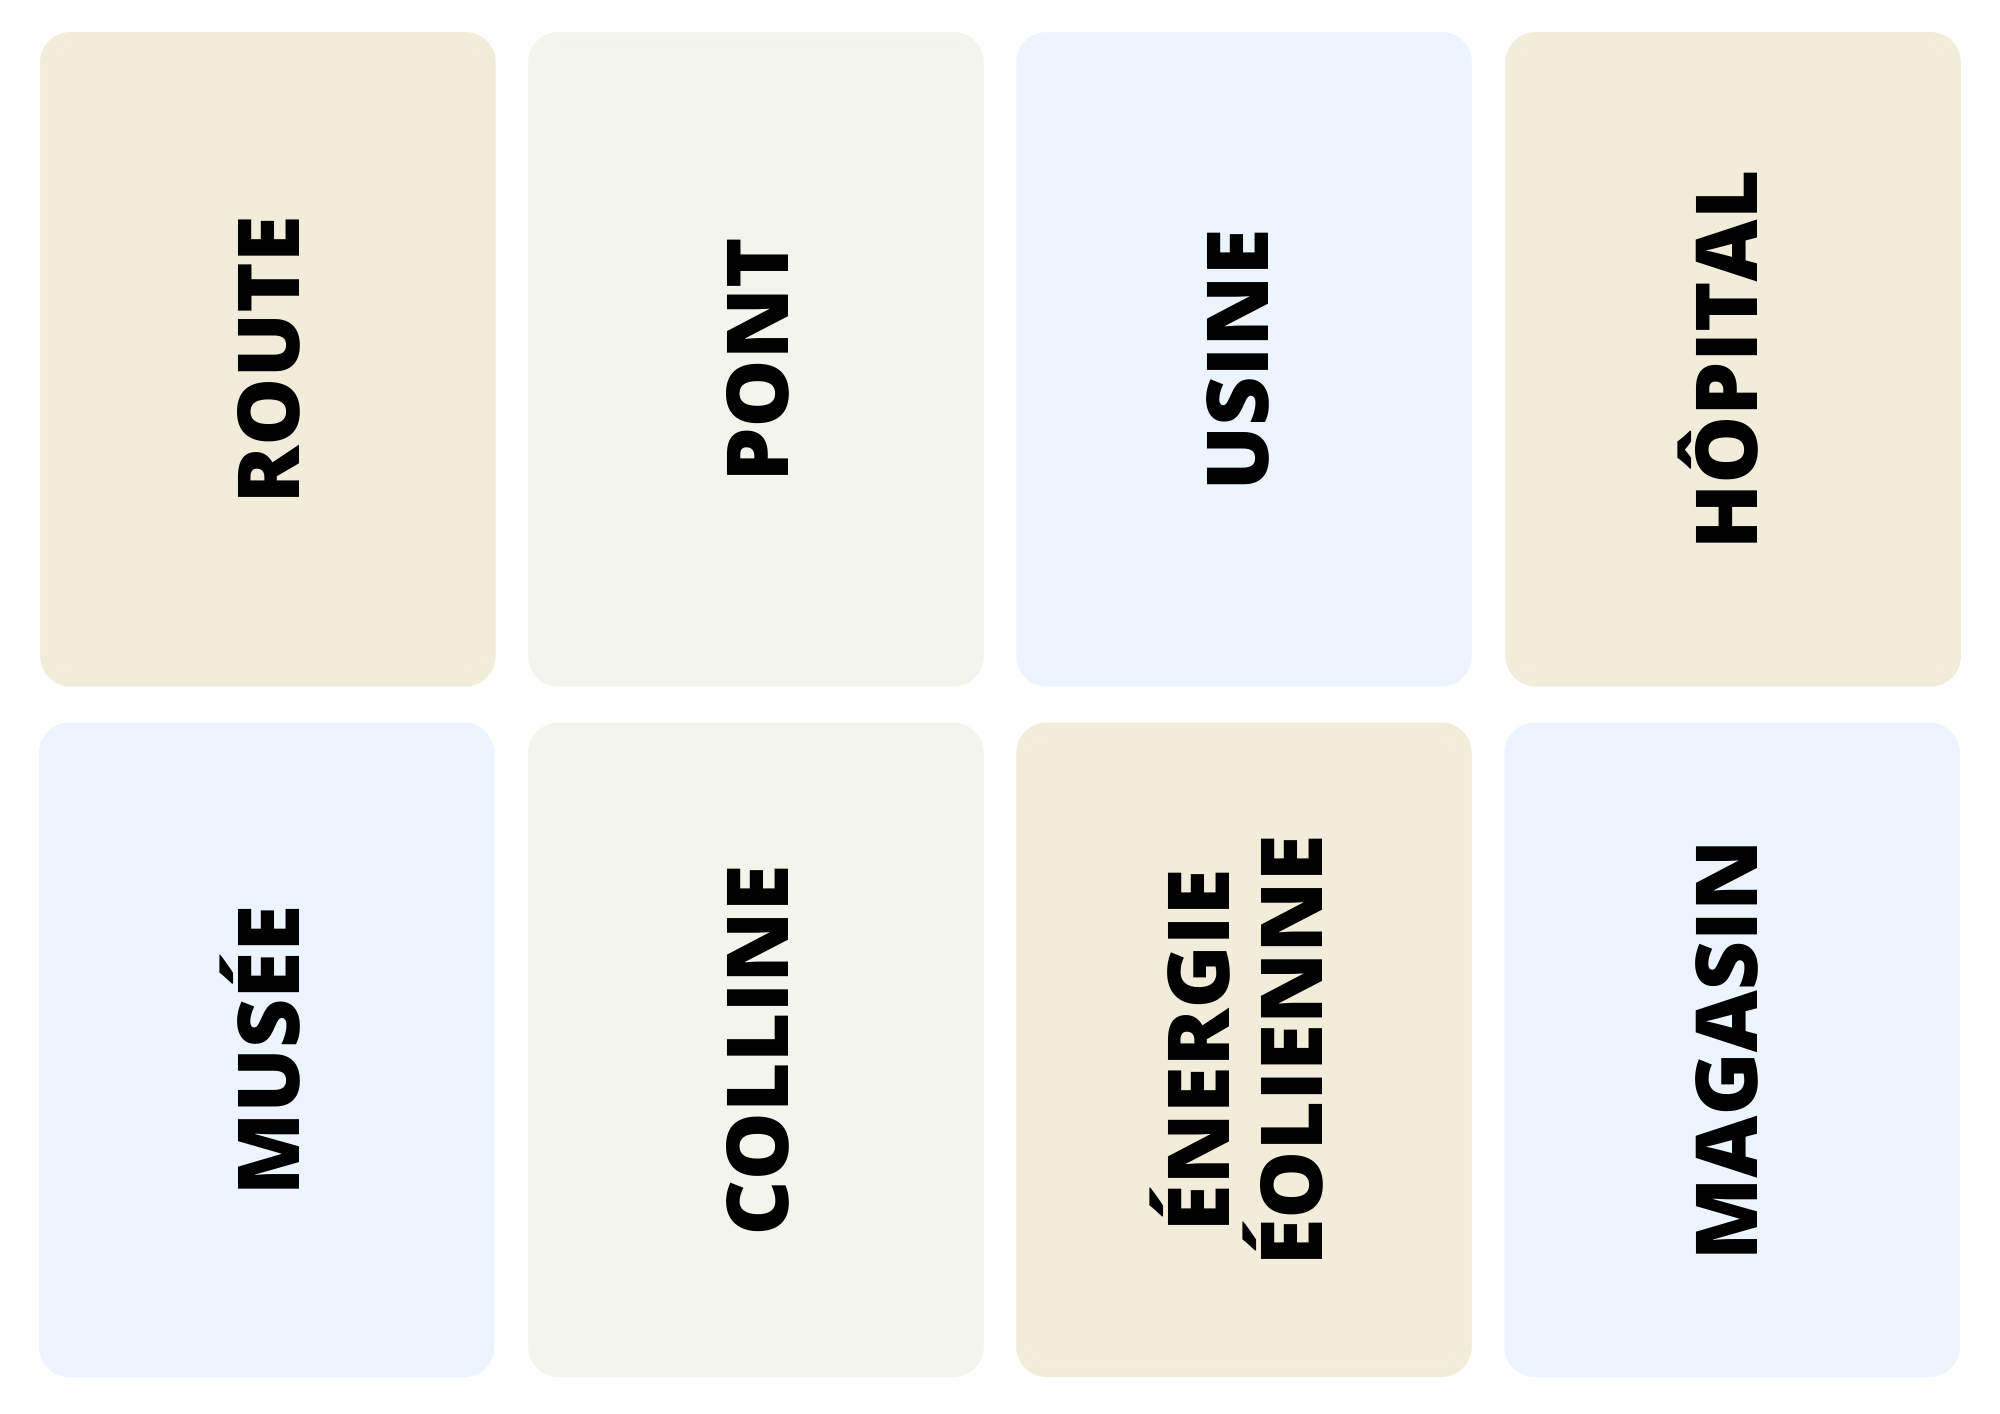 ROUTE
PONT
USINE
HÔPITAL
MUSÉE
COLLINE
ÉNERGIE
ÉOLIENNE
MAGASIN